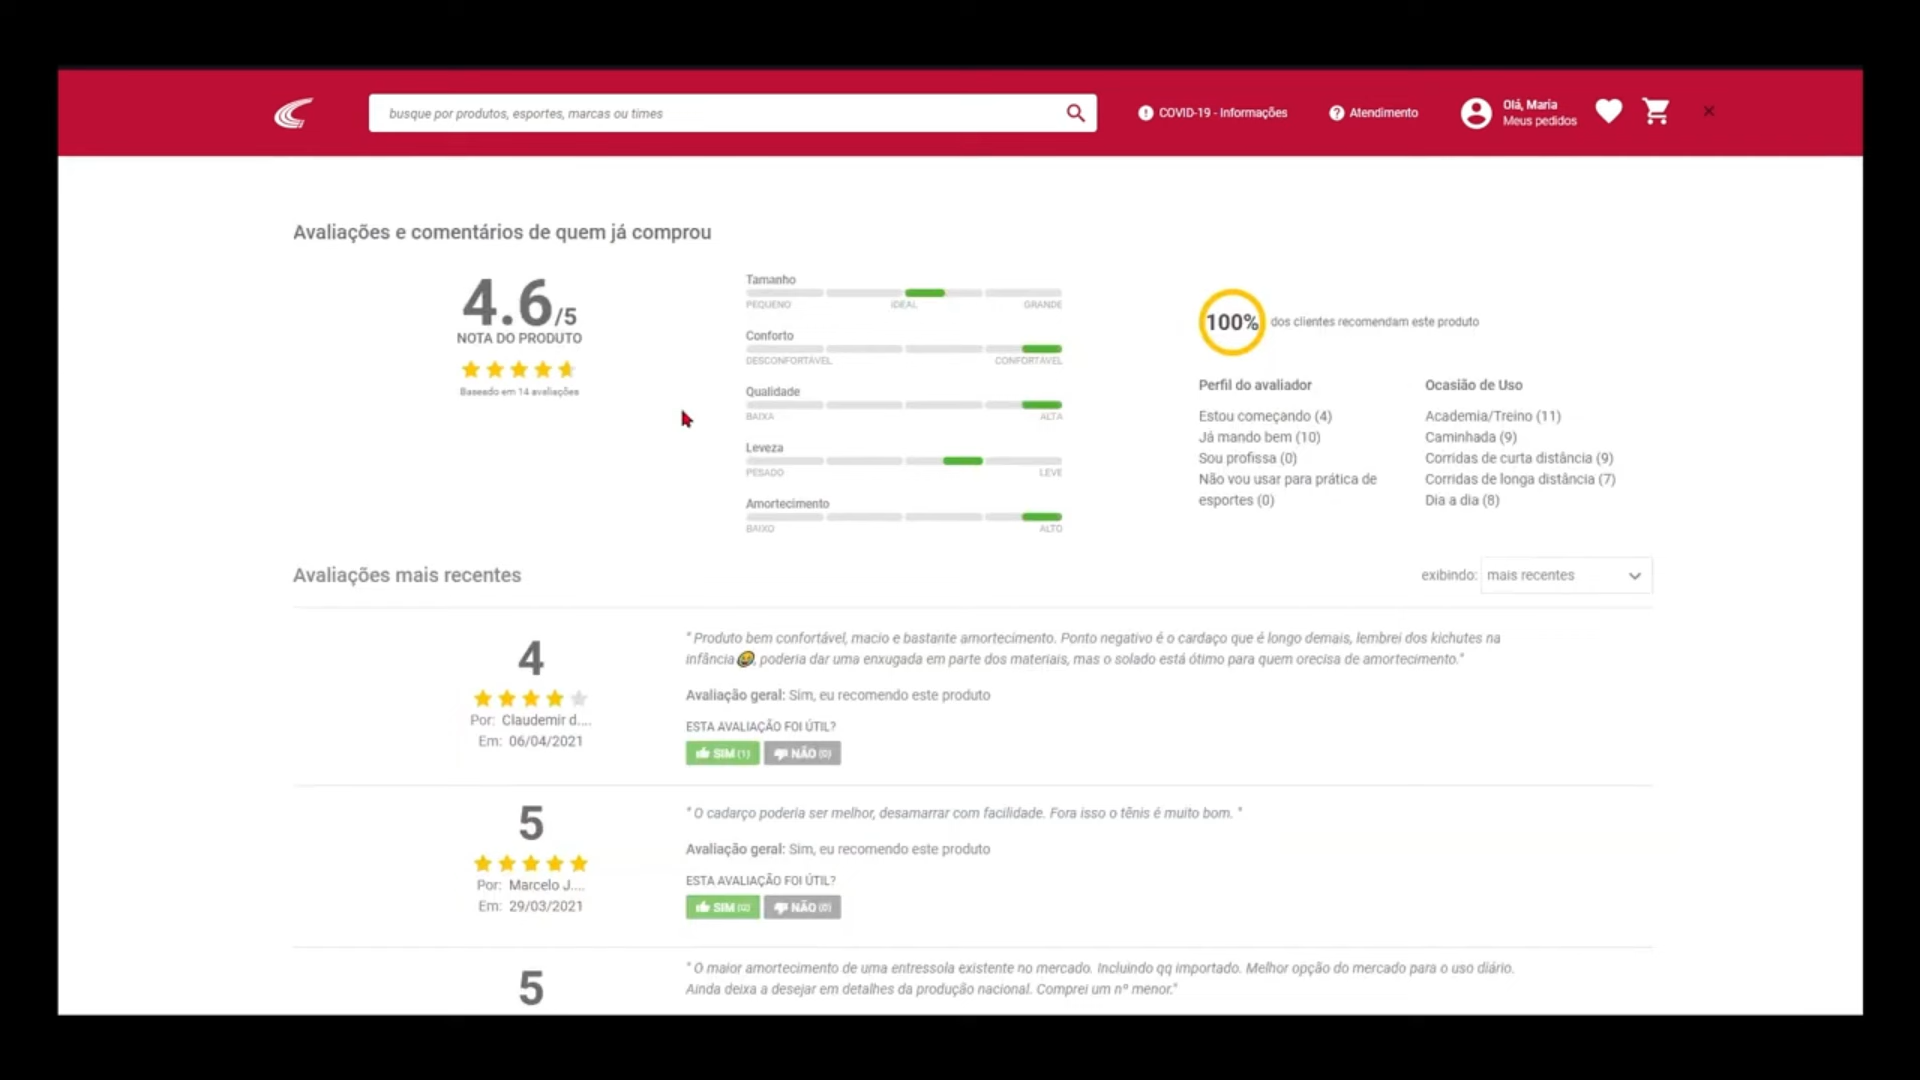 busque por produtos, esportes, marcas ou times
COVID-19 - Informações
Atendimento
Olá, Maria
Meus pedidos
Avaliações e comentários de quem já comprou
4.6/5
NOTA DO PRODUTO
Baseado em 14 avaliações
Tamanho
PEQUENO IDEAL GRANDE
Conforto
DESCONFORTÁVEL CONFORTÁVEL
Qualidade
BAIXA ALTA
Leveza
PESADO LEVE
Amortecimento
BAIXO ALTO
100% dos clientes recomendam este produto
Perfil do avaliador
Estou começando (4)
Já mando bem (10)
Sou profissa (0)
Não vou usar para prática de
esportes (0)
Ocasião de Uso
Academia/Treino (11)
Caminhada (9)
Corridas de curta distância (9)
Corridas de longa distância (7)
Dia a dia (8)
Avaliações mais recentes
exibindo: mais recentes
4
Por: Claudemir d....
Em: 06/04/2021
" Produto bem confortável, macio e bastante amortecimento. Ponto negativo é o cardaço que é longo demais, lembrei dos kichutes na
infância😅, poderia dar uma enxugada em parte dos materiais, mas o solado está ótimo para quem orecisa de amortecimento."
Avaliação geral: Sim, eu recomendo este produto
ESTA AVALIAÇÃO FOI ÚTIL?
SIM (1) NÃO (0)
5
Por: Marcelo J....
Em: 29/03/2021
" O cadarço poderia ser melhor, desamarrar com facilidade. Fora isso o tênis é muito bom. "
Avaliação geral: Sim, eu recomendo este produto
ESTA AVALIAÇÃO FOI ÚTIL?
SIM NÃO (0)
5
" O maior amortecimento de uma entressola existente no mercado. Incluindo qq importado. Melhor opção do mercado para o uso diário.
Ainda deixa a desejar em detalhes da produção nacional. Comprei um nº menor."